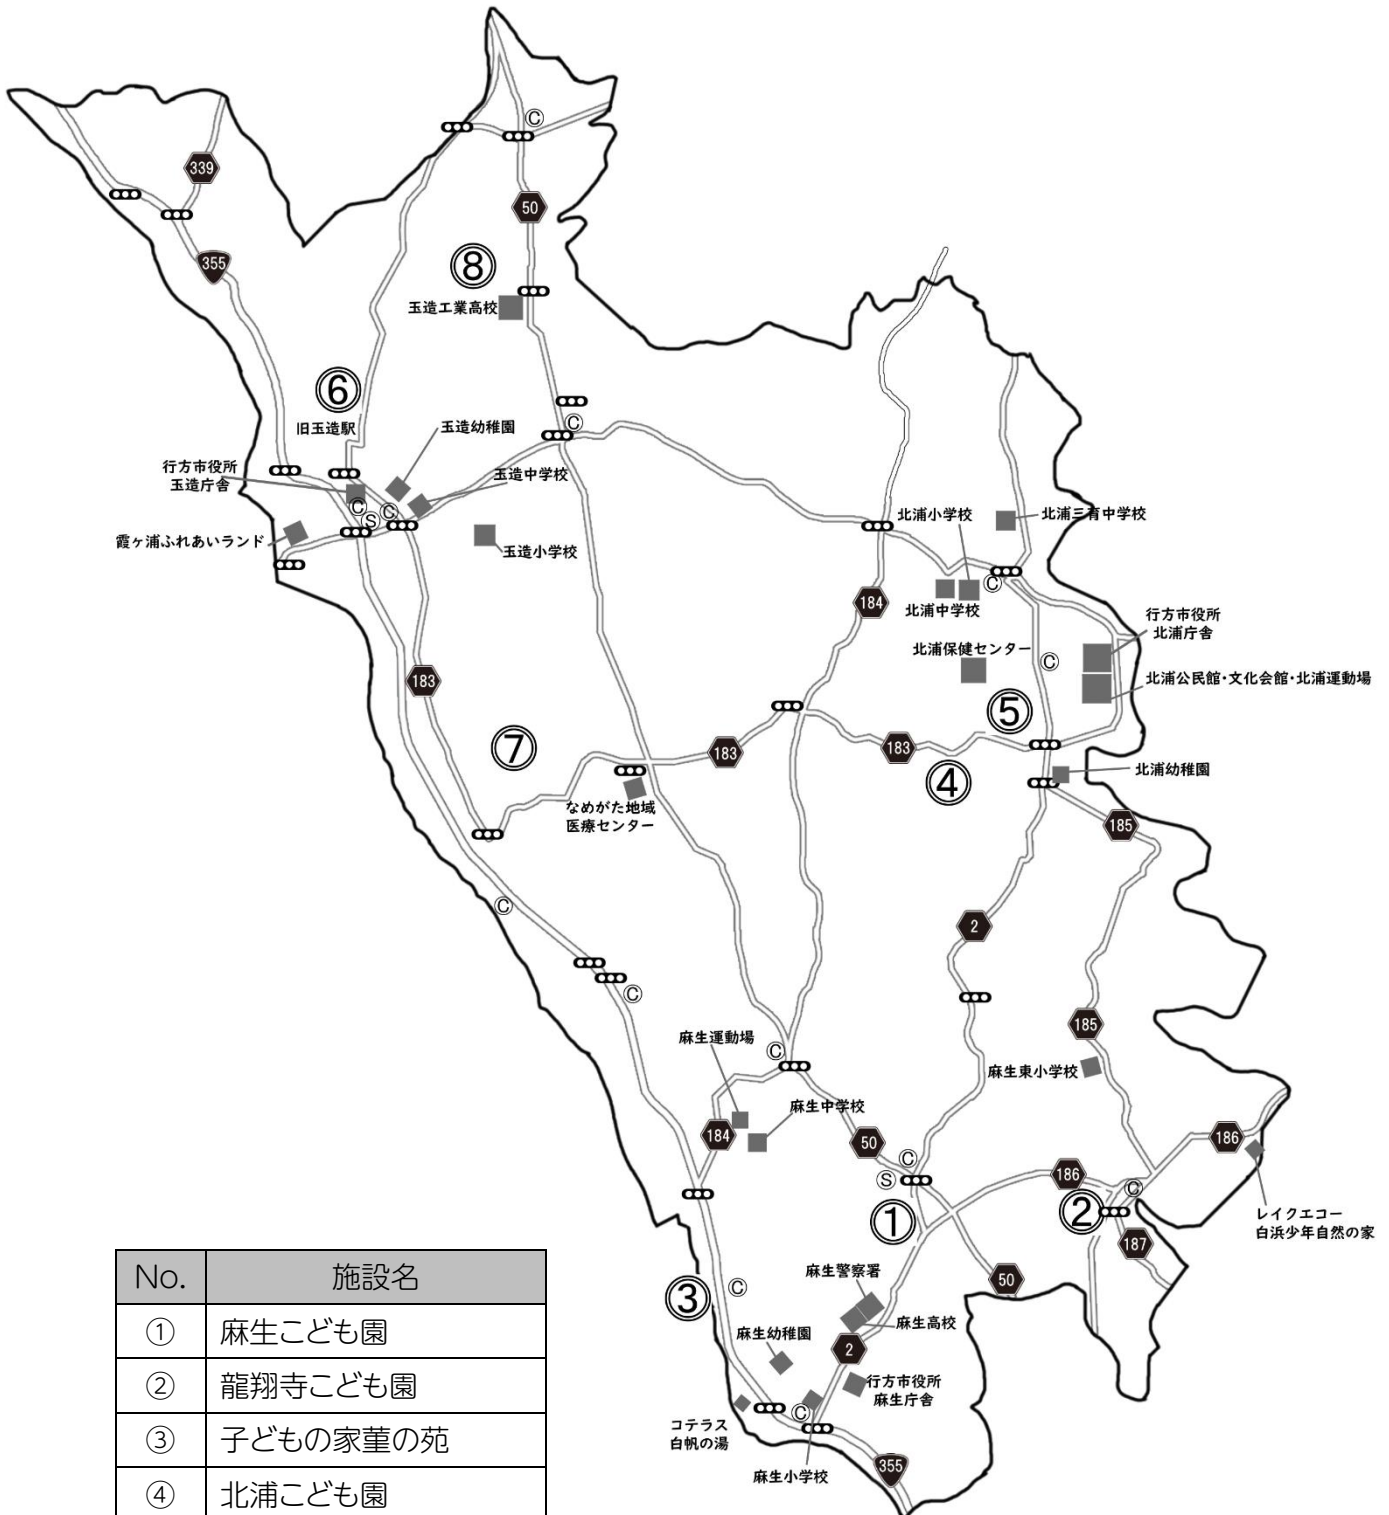 C
339
50
355
⑧
玉造工業高校
⑥
旧玉造駅
C
玉造幼稚園
行方市役所
玉造庁舎
玉造中学校
C
S
C
霞ヶ浦ふれあいランド
玉造小学校
北浦小学校
北浦三育中学校
C
184
北浦中学校
行方市役所
北浦庁舎
北浦保健センター
C
183
北浦公民館・文化会館・北浦運動場
⑤
⑦
183
183
④
北浦幼稚園
なめがた地域
医療センター
185
C
2
C
185
麻生運動場
C
麻生東小学校
麻生中学校
184
50
186
C
S
186
C
①
②
レイクエコー
白浜少年自然の家
187
麻生警察署
50
③
C
麻生高校
麻生幼稚園
2
行方市役所
麻生庁舎
C
コテラス
白帆の湯
355
麻生小学校
No. 施設名
① 麻生こども園
② 龍翔寺こども園
③ 子どもの家菫の苑
④ 北浦こども園